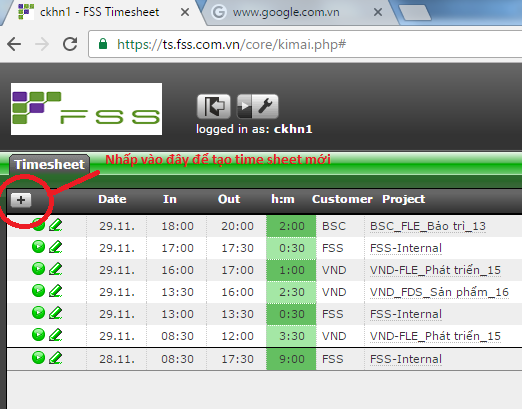 ckhn1 - FSS Timesheet
www.google.com.vn
https://ts.fss.com.vn/core/kimai.php#
FSS
logged in as: ckhn1
Timesheet
Nhấp vào đây để tạo time sheet mới
+ Date In Out h:m Customer Project
29.11. 18:00 20:00 2:00 BSC BSC_FLE_Bảo trì_13
29.11. 17:00 17:30 0:30 FSS FSS-Internal
29.11. 16:00 17:00 1:00 VND VND-FLE_Phát triển_15
29.11. 13:30 16:00 2:30 VND VND_FDS_Sản phẩm_16
29.11. 13:00 13:30 0:30 FSS FSS-Internal
29.11. 08:30 12:00 3:30 VND VND-FLE_Phát triển_15
28.11. 08:30 17:30 9:00 FSS FSS-Internal